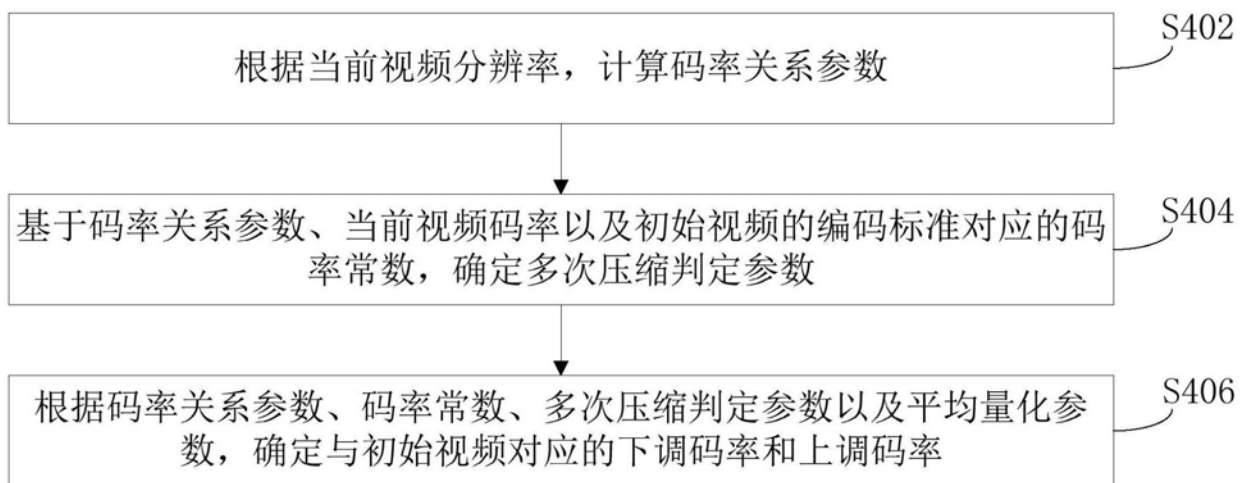 S402
根据当前视频分辨率，计算码率关系参数
S404
基于码率关系参数、当前视频码率以及初始视频的编码标准对应的码
率常数，确定多次压缩判定参数
S406
根据码率关系参数、码率常数、多次压缩判定参数以及平均量化参
数，确定与初始视频对应的下调码率和上调码率